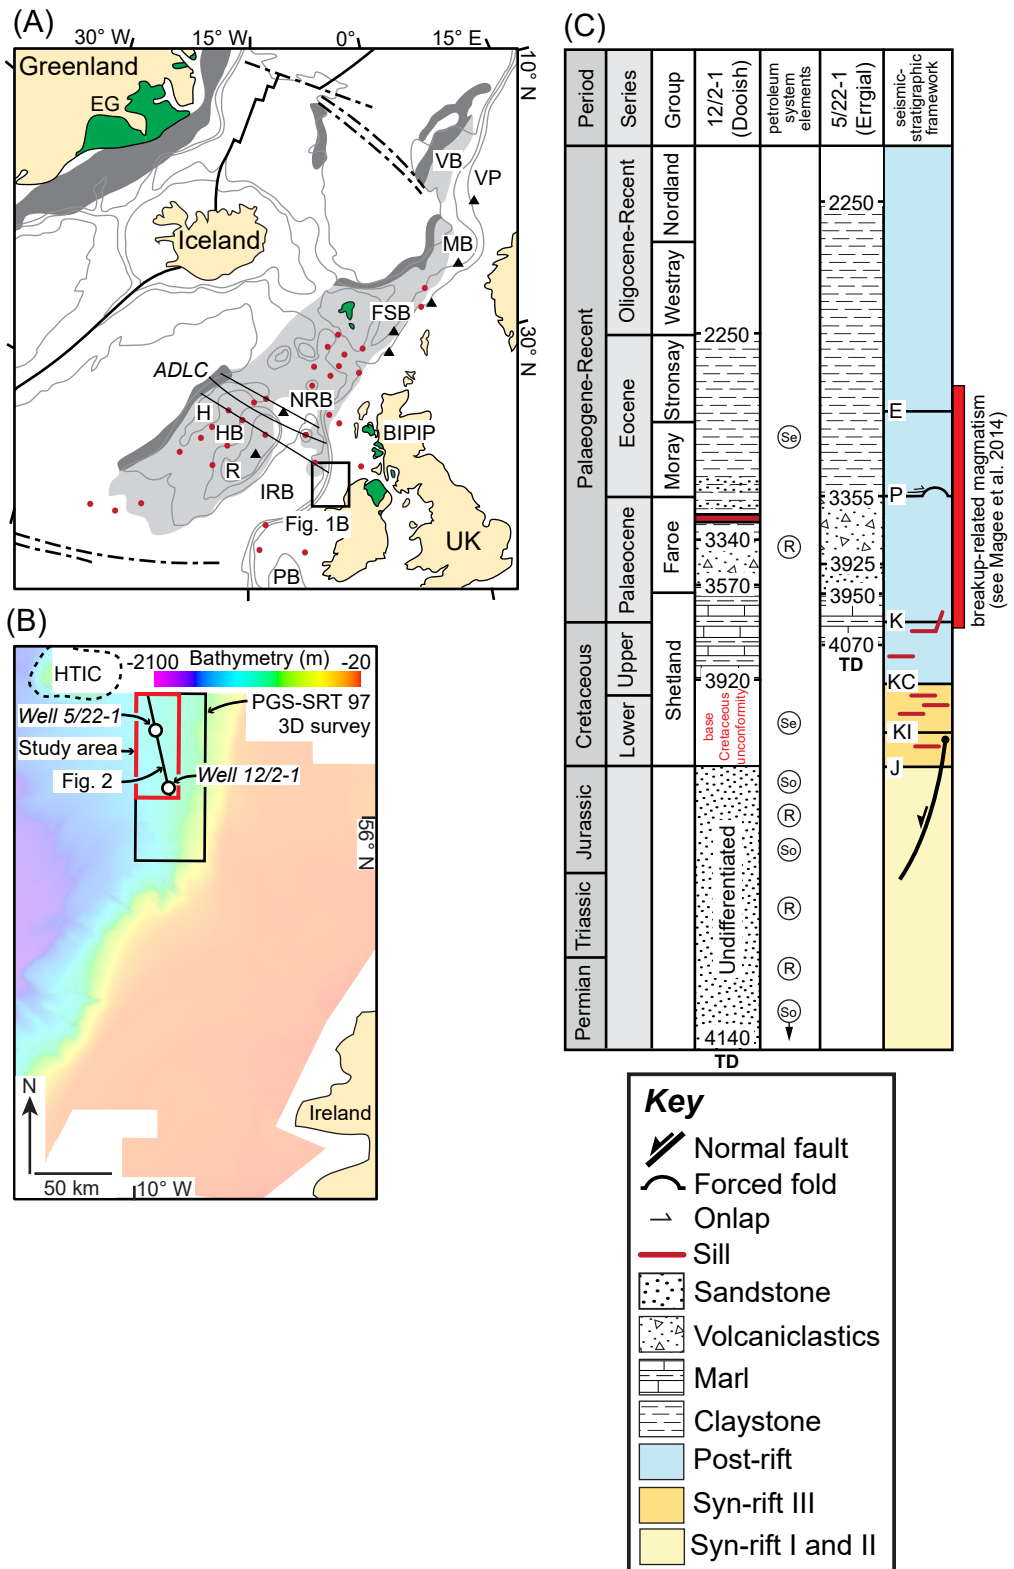 (A)
30° W
15° W
0°
15° E
10° N
30° N
Greenland
EG
Iceland
VB
VP
MB
FSB
ADLC
NRB
H
HB
R
BIPIP
IRB
Fig. 1B
UK
PB
(B)
HTIC
-2100 Bathymetry (m) -20
PGS-SRT 97
3D survey
Well 5/22-1
Study area
Fig. 2
Well 12/2-1
56° N
N
50 km
10° W
Ireland
(C)
Period
Series
Group
12/2-1
(Dooish)
petroleum
system
elements
5/22-1
(Errgial)
seismic-
stratigraphic
framework
Palaeogene-Recent
Cretaceous
Jurassic
Triassic
Permian
Oligocene-Recent
Eocene
Palaeocene
Upper
Lower
Nordland
Westray
Stronsay
Moray
Faroe
Shetland
2250
3340
3570
3920
base
Cretaceous
unconformity
Undifferentiated
4140
TD
Se
R
Se
So
R
So
R
R
So
2250
3355
3925
3950
4070
TD
E
P
K
KC
KI
J
breakup-related magmatism
(see Magee et al. 2014)
Key
Normal fault
Forced fold
Onlap
Sill
Sandstone
Volcaniclastics
Marl
Claystone
Post-rift
Syn-rift III
Syn-rift I and II